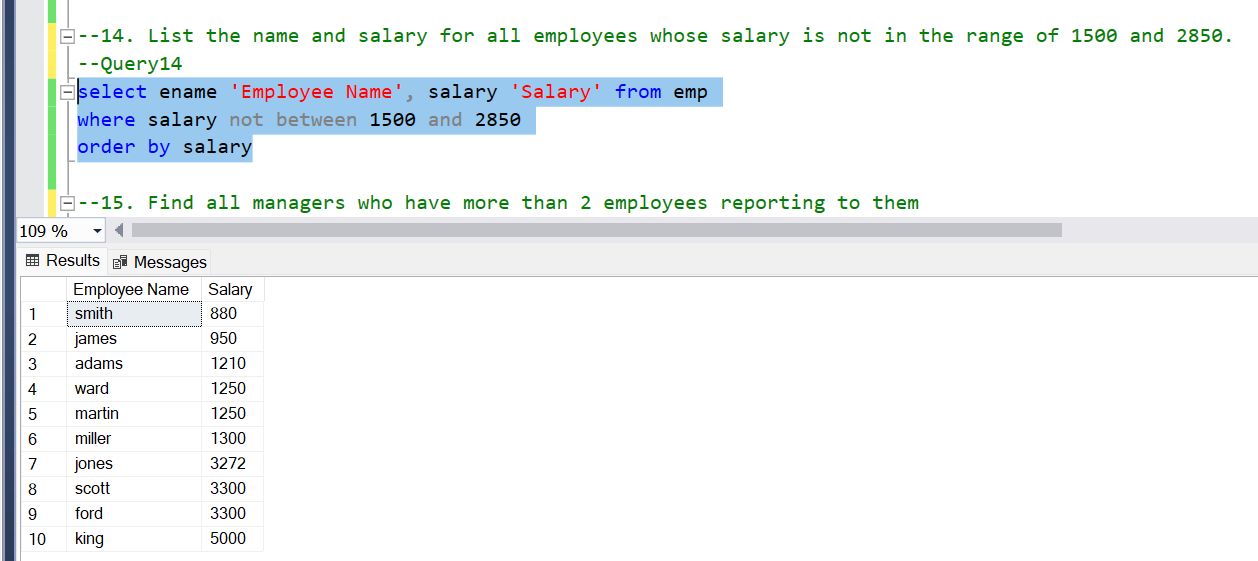 --14. List the name and salary for all employees whose salary is not in the range of 1500 and 2850.
--Query14
select ename 'Employee Name', salary 'Salary' from emp
where salary not between 1500 and 2850
order by salary
--15. Find all managers who have more than 2 employees reporting to them
109 %
Results Messages
Employee Name Salary
1 smith 880
2 james 950
3 adams 1210
4 ward 1250
5 martin 1250
6 miller 1300
7 jones 3272
8 scott 3300
9 ford 3300
10 king 5000